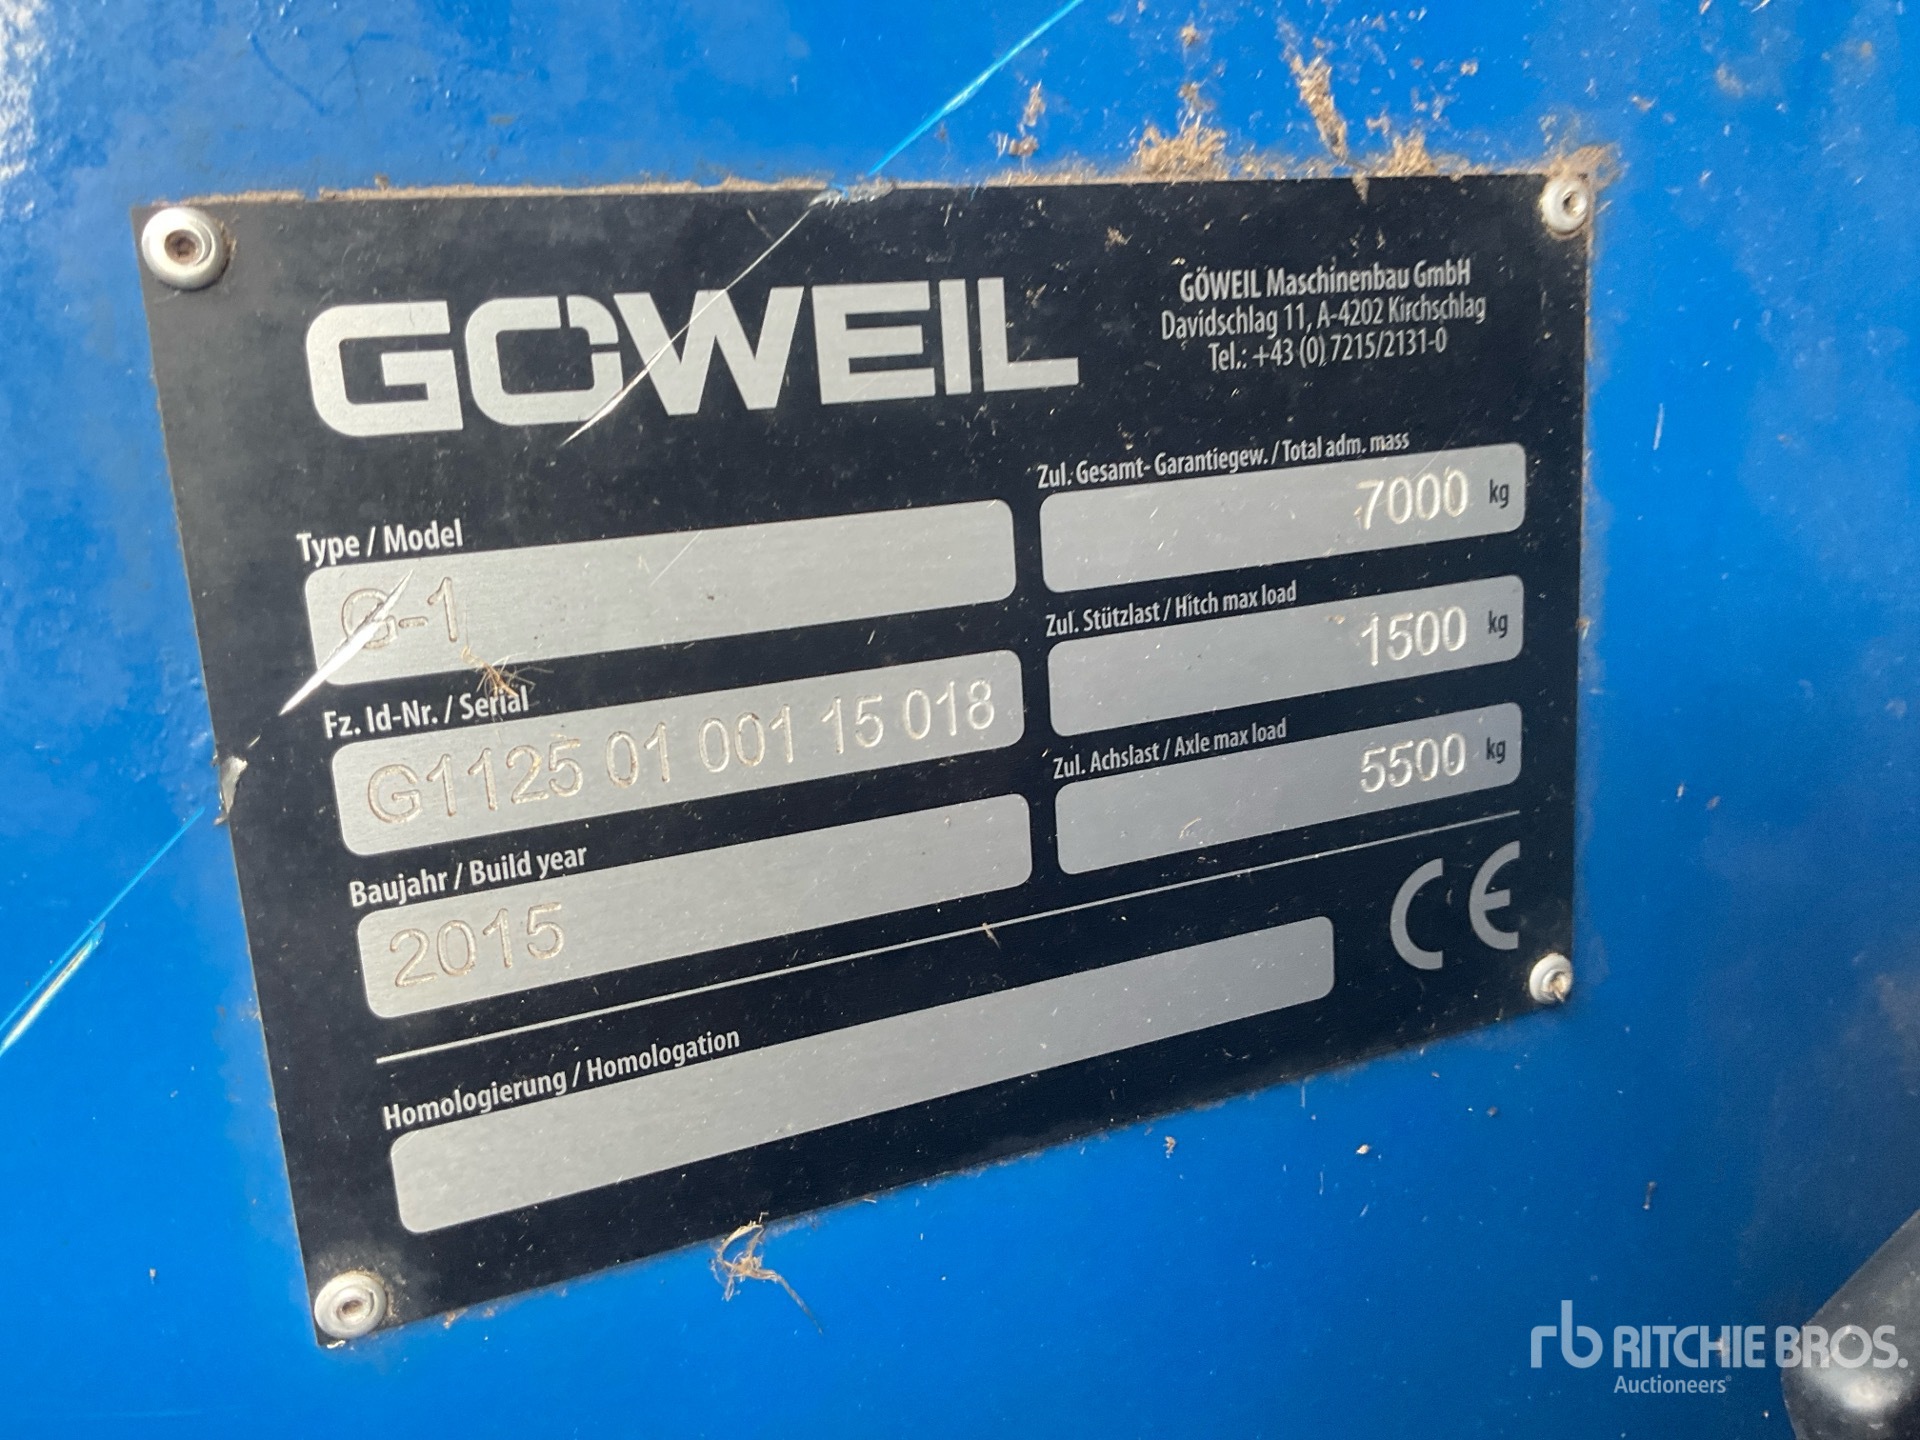 GÖWEIL
GÖWEIL Maschinenbau GmbH
Davidschlag 11, A-4202 Kirchschlag
Tel.: +43 (0) 7215/2131-0
Type / Model
G-1
Fz. Id-Nr. / Serial
G1125 01 001 15 018
Baujahr / Build year
2015
Zul. Gesamt- Garantiegew. / Total adm. mass
7000 kg
Zul. Stützlast / Hitch max load
1500 kg
Zul. Achslast / Axle max load
5500 kg
CE
Homologierung / Homologation
rb RITCHIE BROS.
Auctioneers®